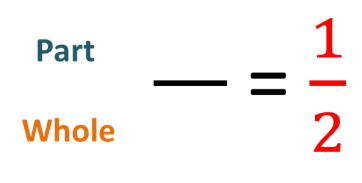 Part
Whole
— = 1/2